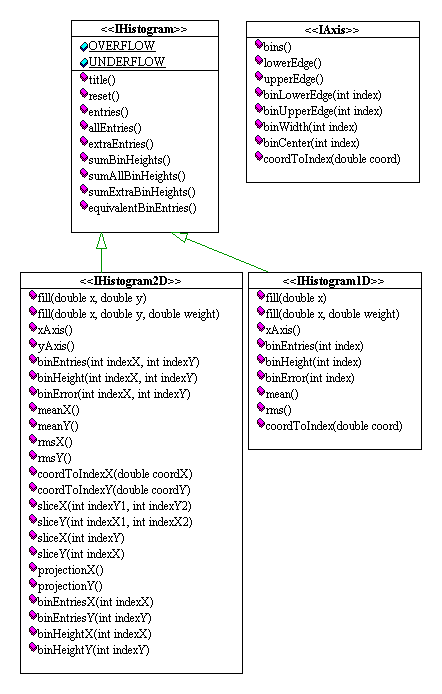 <<IHistogram>>
OVERFLOW
UNDERFLOW
title()
reset()
entries()
allEntries()
extraEntries()
sumBinHeights()
sumAllBinHeights()
sumExtraBinHeights()
equivalentBinEntries()
<<IAxis>>
bins()
lowerEdge()
upperEdge()
binLowerEdge(int index)
binUpperEdge(int index)
binWidth(int index)
binCenter(int index)
coordToIndex(double coord)
<<IHistogram2D>>
fill(double x, double y)
fill(double x, double y, double weight)
xAxis()
yAxis()
binEntries(int indexX, int indexY)
binHeight(int indexX, int indexY)
binError(int indexX, int indexY)
meanX()
meanY()
rmsX()
rmsY()
coordToIndexX(double coordX)
coordToIndexY(double coordY)
sliceX(int indexY1, int indexY2)
sliceY(int indexX1, int indexX2)
sliceX(int indexY)
sliceY(int indexX)
projectionX()
projectionY()
binEntriesX(int indexX)
binEntriesY(int indexY)
binHeightX(int indexX)
binHeightY(int indexY)
<<IHistogram1D>>
fill(double x)
fill(double x, double weight)
xAxis()
binEntries(int index)
binHeight(int index)
binError(int index)
mean()
rms()
coordToIndex(double coord)